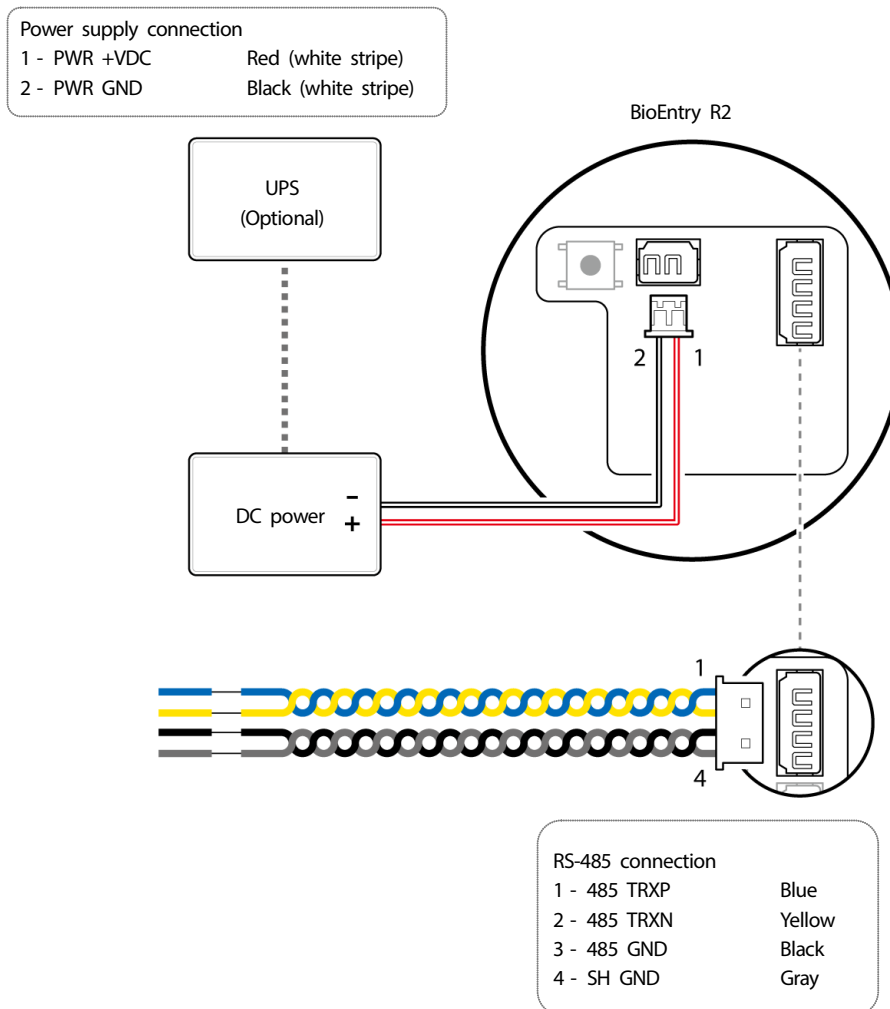 Power supply connection
1 - PWR +VDC Red (white stripe)
2 - PWR GND Black (white stripe)
BioEntry R2
UPS
(Optional)
2 1
DC power - +
1
4
RS-485 connection
1 - 485 TRXP Blue
2 - 485 TRXN Yellow
3 - 485 GND Black
4 - SH GND Gray